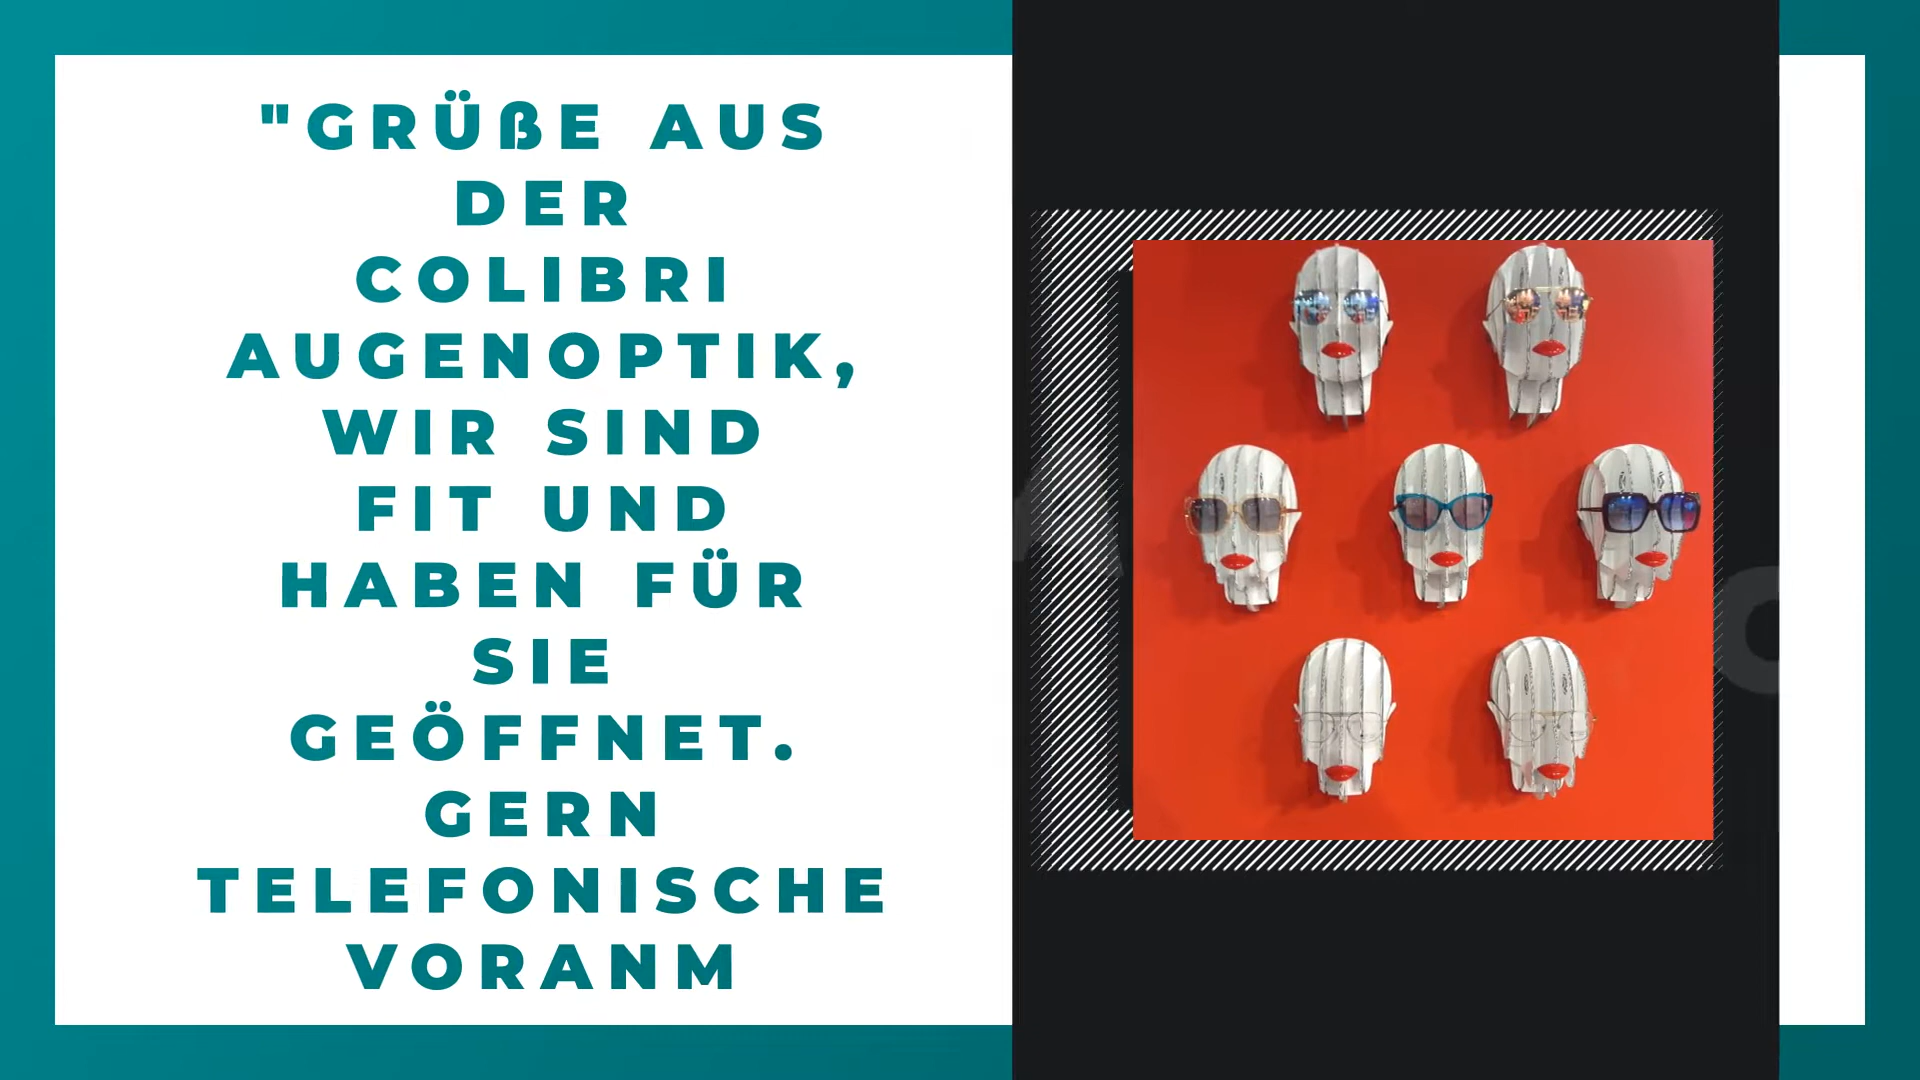 "GRÜßE AUS
DER
COLIBRI
AUGENOPTIK,
WIR SIND
FIT UND
HABEN FÜR
SIE
GEÖFFNET.
GERN
TELEFONISCHE
VORANM